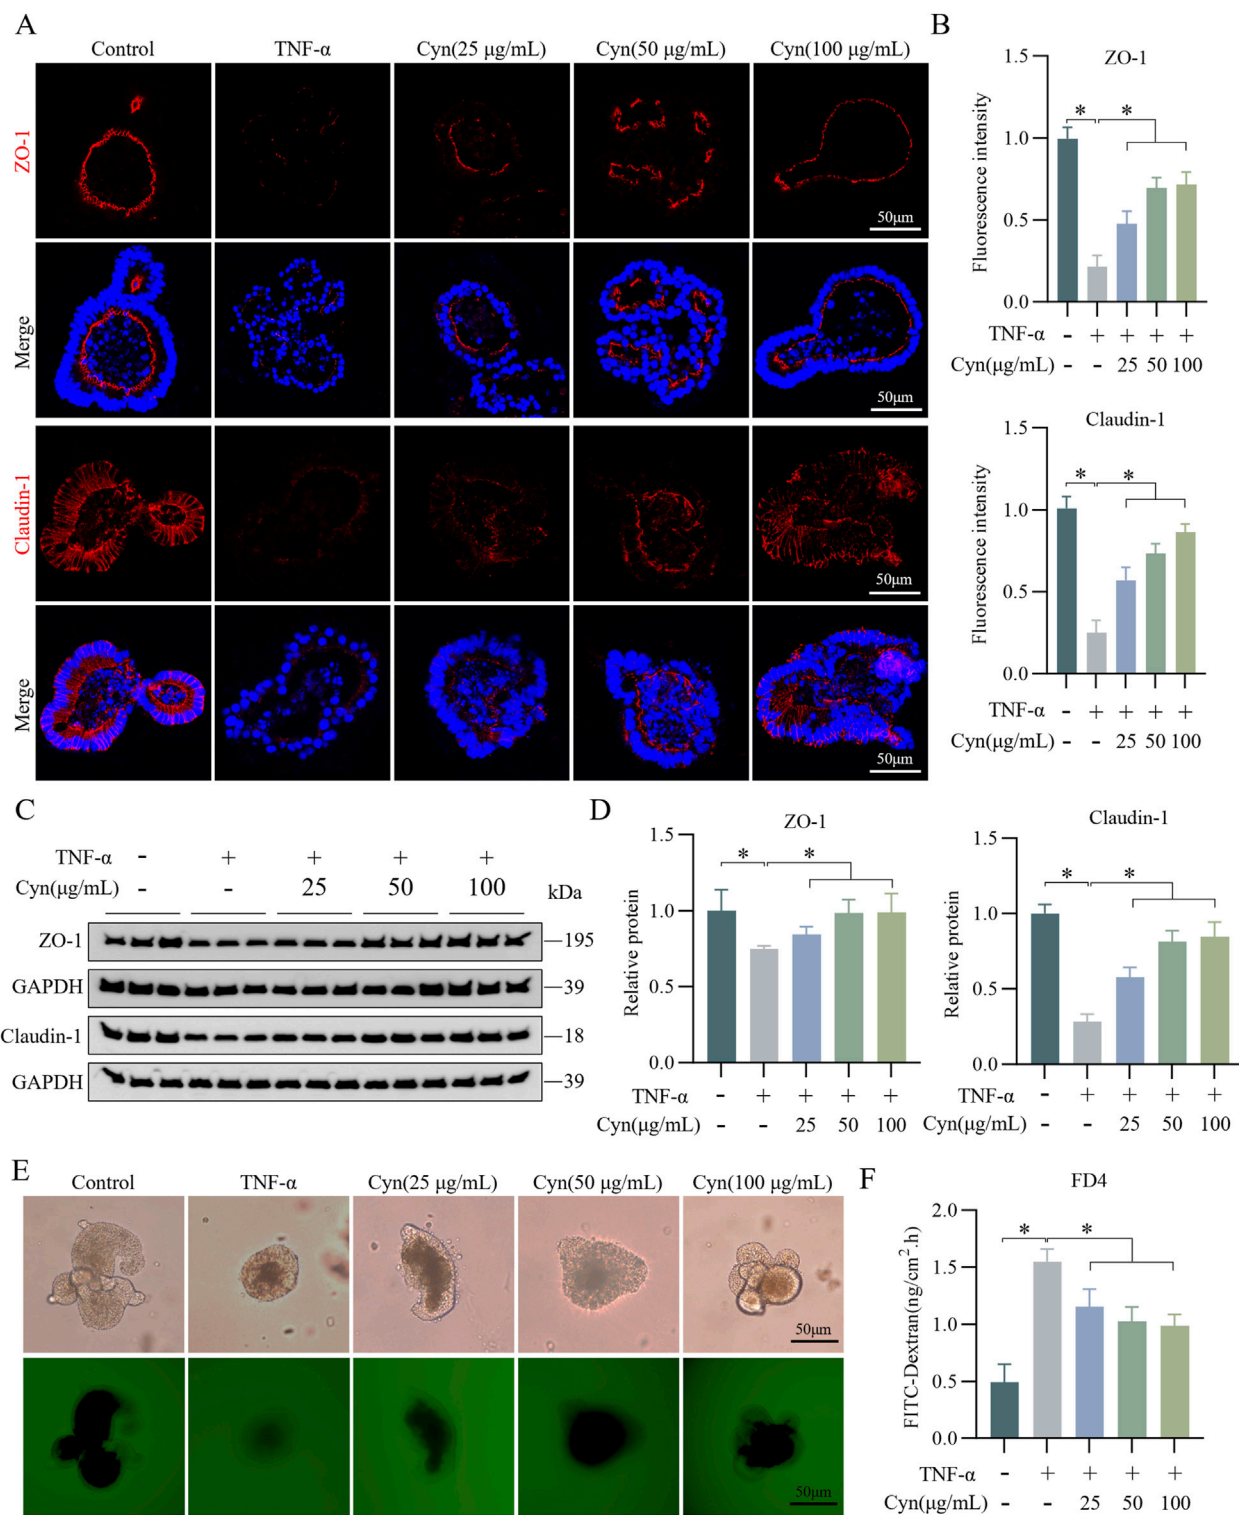 A
Control
TNF-α
Cyn(25 μg/mL)
Cyn(50 μg/mL)
Cyn(100 μg/mL)
ZO-1
50μm
Merge
50μm
Claudin-1
50μm
Merge
50μm
B
ZO-1
Fluorescence intensity
1.5
1.0
0.5
0.0
* *
TNF-α - + + + +
Cyn(μg/mL) - - 25 50 100
Claudin-1
Fluorescence intensity
1.5
1.0
0.5
0.0
* *
TNF-α - + + + +
Cyn(μg/mL) - - 25 50 100
C
TNF-α - + + + +
Cyn(μg/mL) - - 25 50 100 kDa
ZO-1 —195
GAPDH —39
Claudin-1 —18
GAPDH —39
D
ZO-1
Relative protein
1.5
1.0
0.5
0.0
* *
TNF-α - + + + +
Cyn(μg/mL) - - 25 50 100
Claudin-1
Relative protein
1.5
1.0
0.5
0.0
* *
TNF-α - + + + +
Cyn(μg/mL) - - 25 50 100
E
Control
TNF-α
Cyn(25 μg/mL)
Cyn(50 μg/mL)
Cyn(100 μg/mL)
50μm
50μm
F
FD4
FITC-Dextran(ng/cm².h)
2.0
1.5
1.0
0.5
0.0
* *
TNF-α - + + + +
Cyn(μg/mL) - - 25 50 100